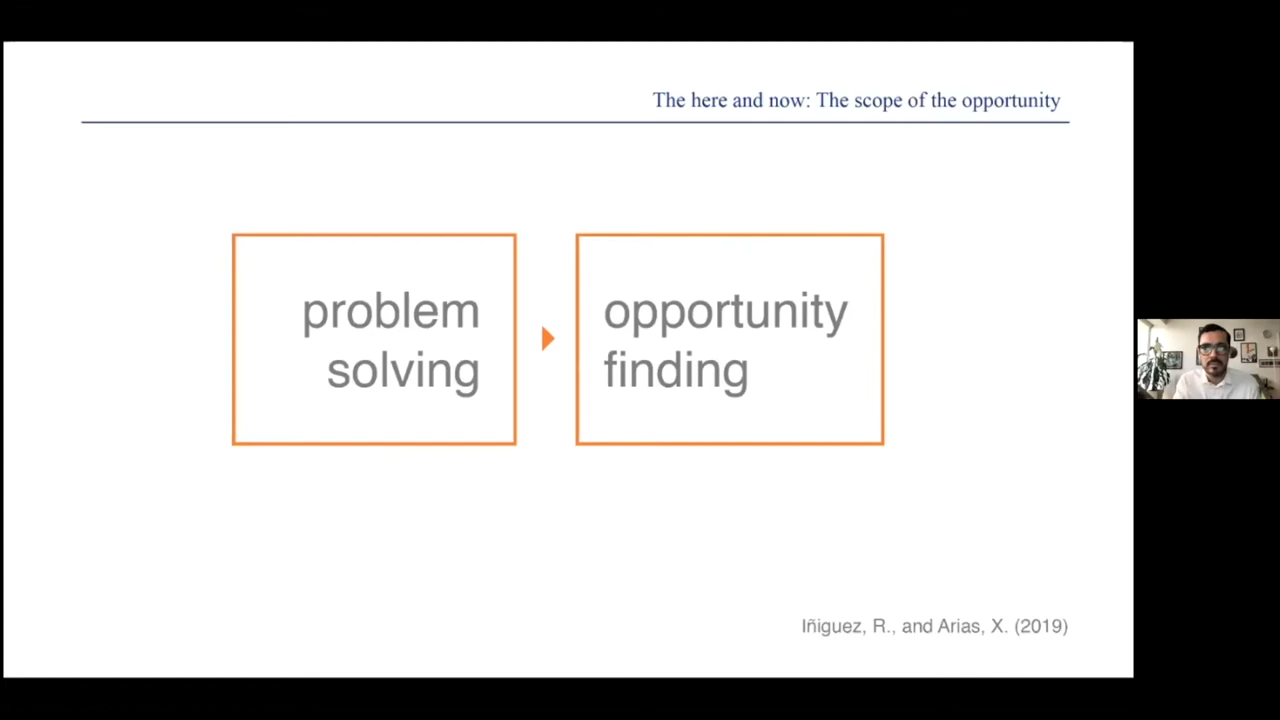 The here and now: The scope of the opportunity
problem
solving
opportunity
finding
Iñiguez, R., and Arias, X. (2019)